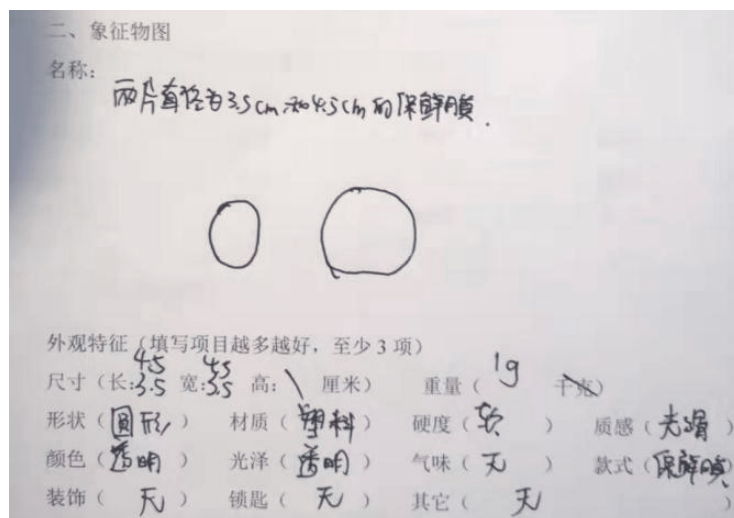 二、象征物图
名称:
两片直径为3.5cm和4.5cm的保鲜膜.
外观特征(填写项目越多越好，至少 3 项)
4.5 4.5
尺寸(长:3.5 宽:3.5 高:\ 厘米) 重量( 1g 千克)
形状(圆形) 材质(塑料) 硬度(软) 质感(光滑)
颜色(透明) 光泽(透明) 气味(无) 款式(保鲜膜)
装饰(无) 锁匙(无) 其它(无)